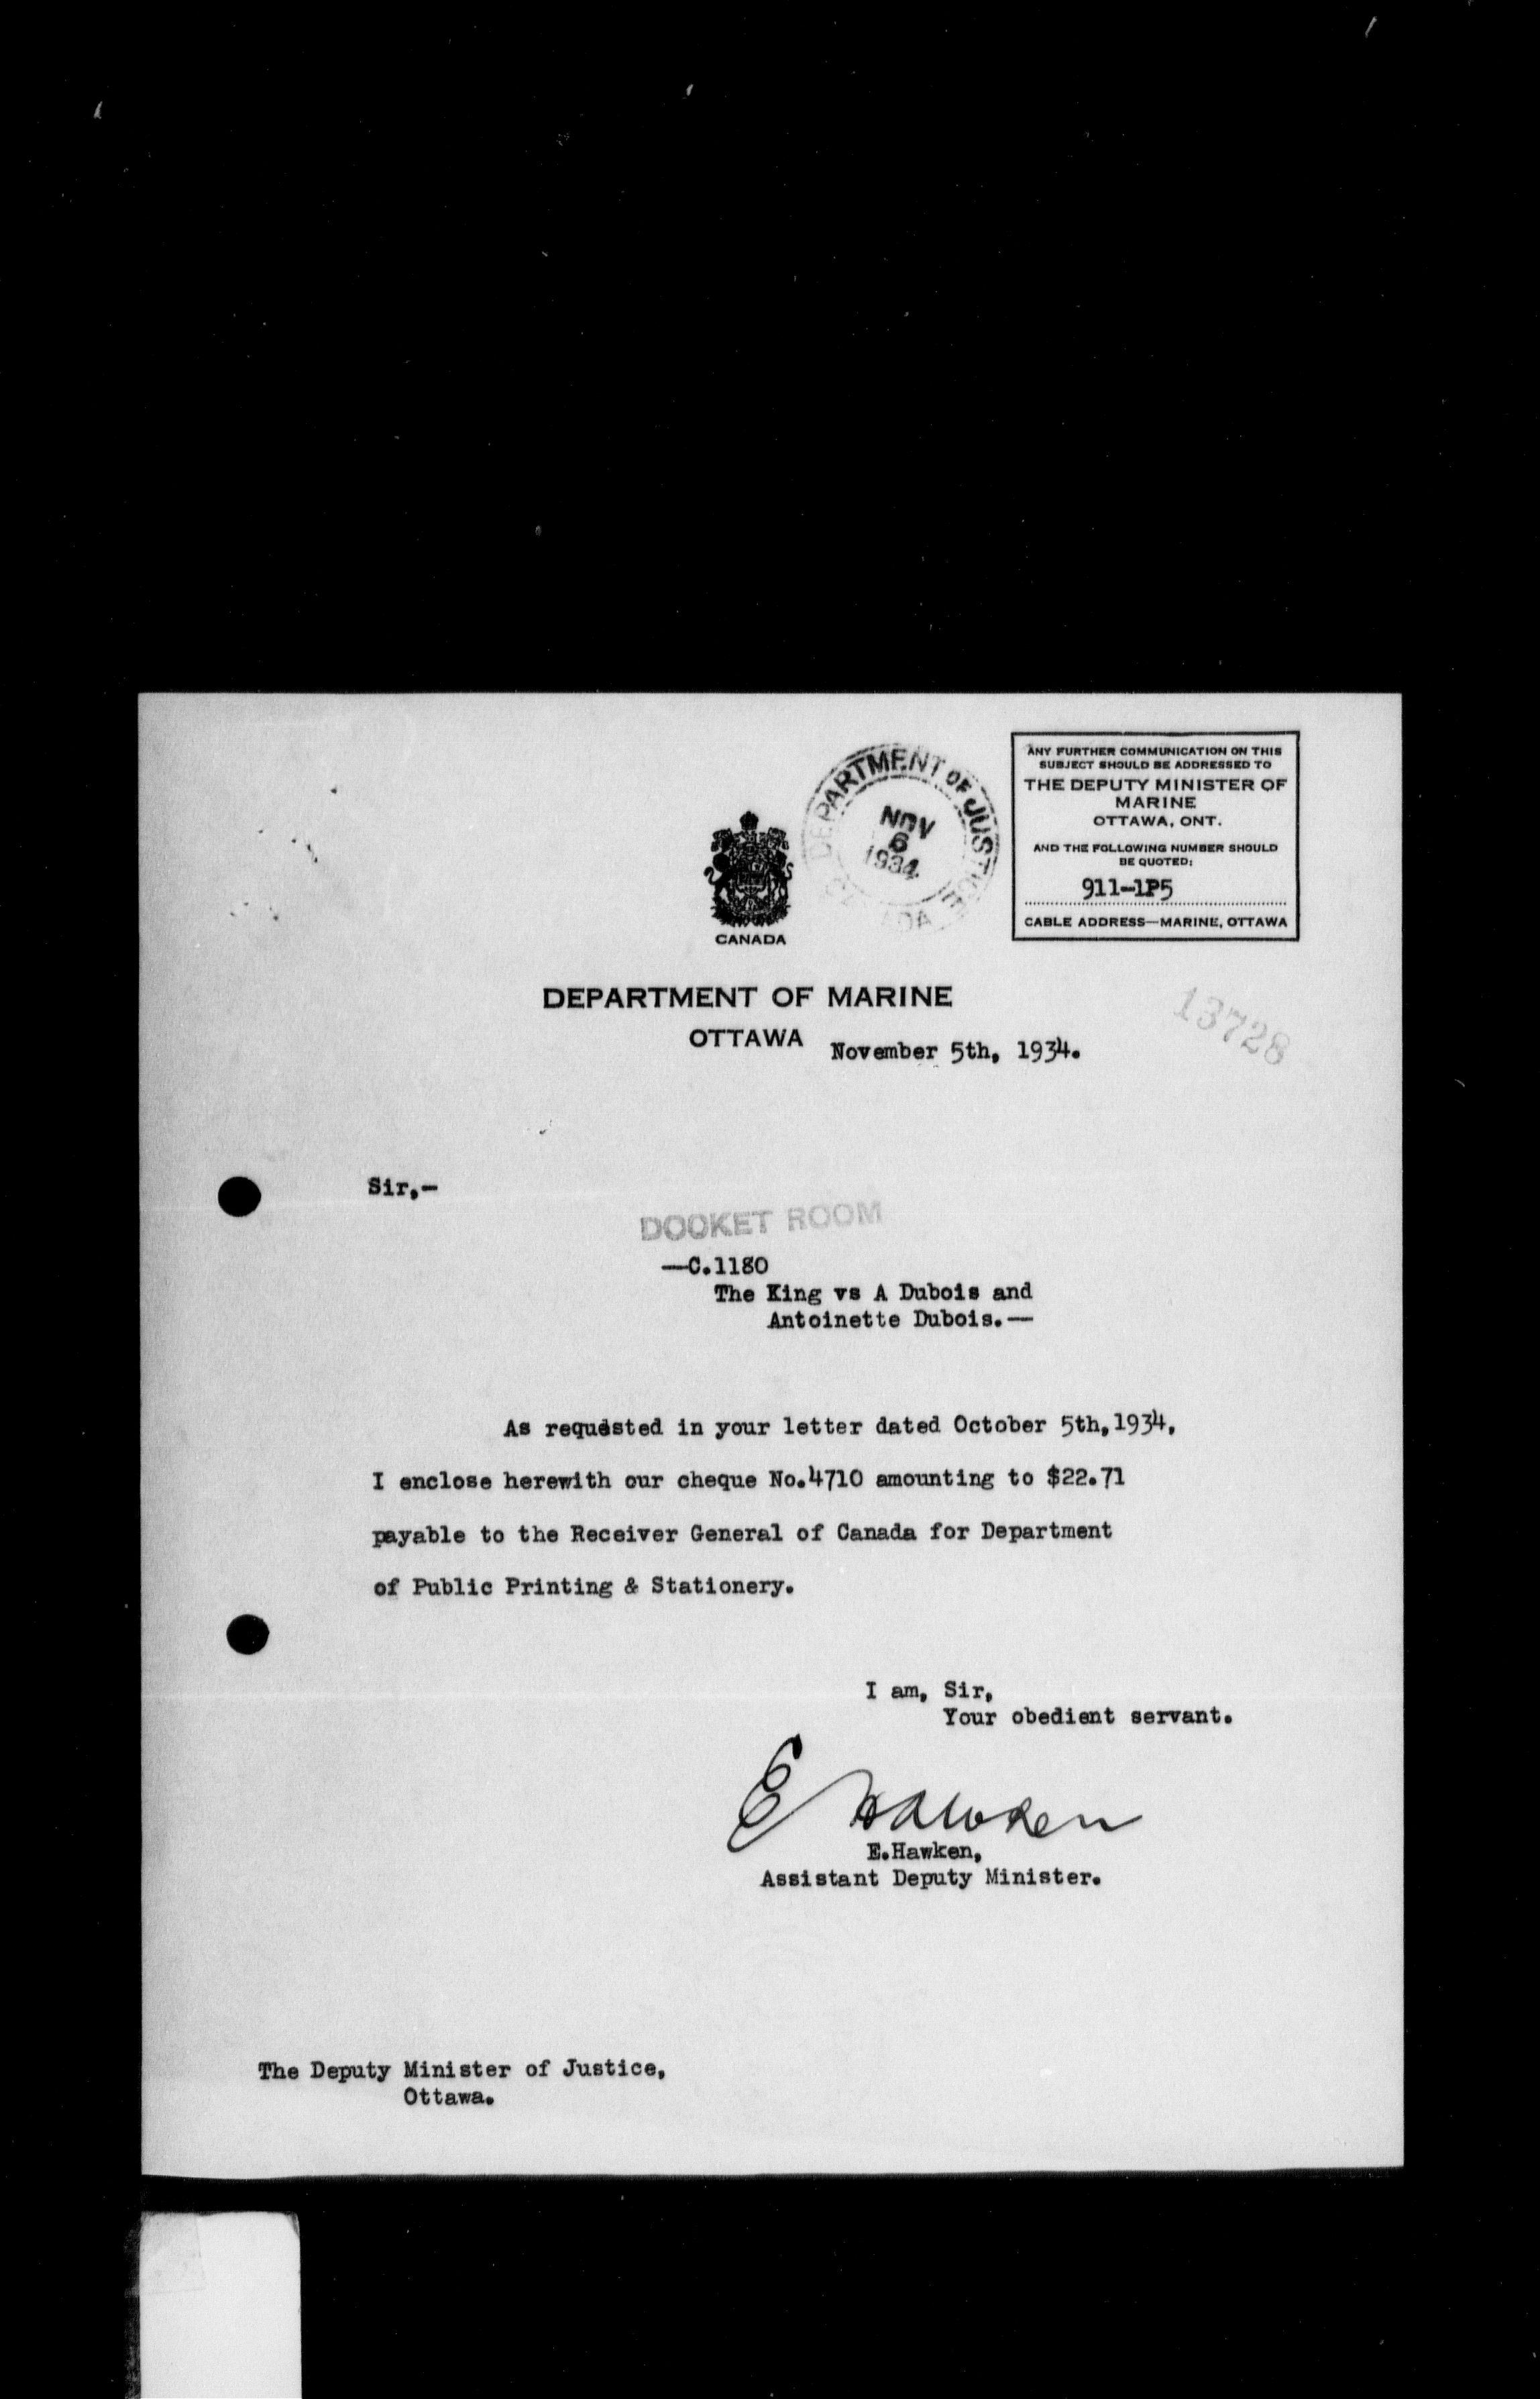 DEPARTMENT OF JUSTICE
NOV
6
1934
CANADA
ANY FURTHER COMMUNICATION ON THIS
SUBJECT SHOULD BE ADDRESSED TO
THE DEPUTY MINISTER OF
MARINE
OTTAWA, ONT.
AND THE FOLLOWING NUMBER SHOULD
BE QUOTED:
911-1P5
CABLE ADDRESS—MARINE, OTTAWA
CANADA
DEPARTMENT OF MARINE
OTTAWA November 5th, 1934.
13728
Sir,-
DOCKET ROOM
—C.1180
The King vs A Dubois and
Antoinette Dubois.—
As requested in your letter dated October 5th,1934,
I enclose herewith our cheque No.4710 amounting to $22.71
payable to the Receiver General of Canada for Department
of Public Printing & Stationery.
I am, Sir,
Your obedient servant.
E Hawken
E.Hawken,
Assistant Deputy Minister.
The Deputy Minister of Justice,
Ottawa.